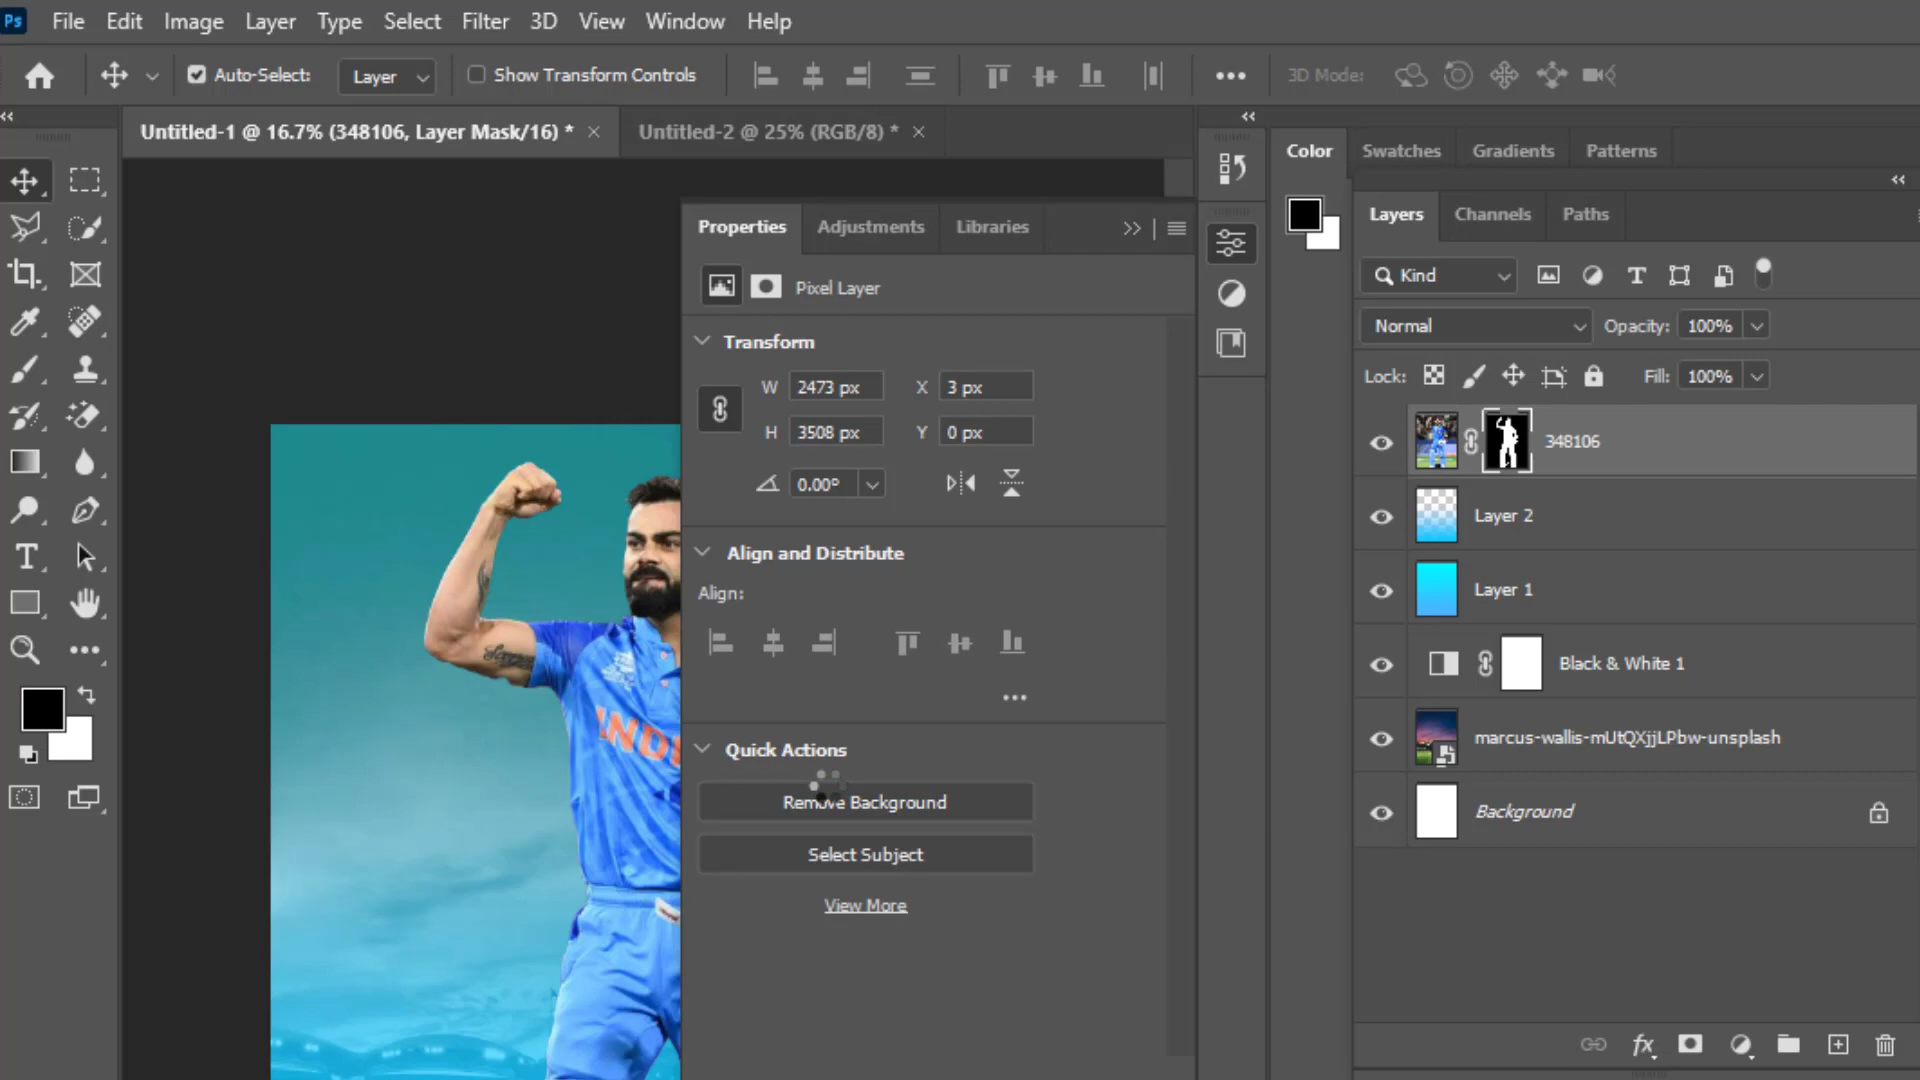 Ps File Edit Image Layer Type Select Filter 3D View Window Help
Auto-Select: Layer Show Transform Controls 3D Mode:
Untitled-1 @ 16.7% (348106, Layer Mask/16) * × Untitled-2 @ 25% (RGB/8) * ×
Color Swatches Gradients Patterns
Properties Adjustments Libraries
Layers Channels Paths
Pixel Layer
Kind
Normal Opacity: 100%
Transform
Lock: Fill: 100%
W 2473 px X 3 px
H 3508 px Y 0 px
348106
0.00°
Layer 2
Align and Distribute
Align:
Layer 1
Black & White 1
INDI
marcus-wallis-mUtQXjjLPbw-unsplash
Quick Actions
Remove Background
Background
Select Subject
View More
fx